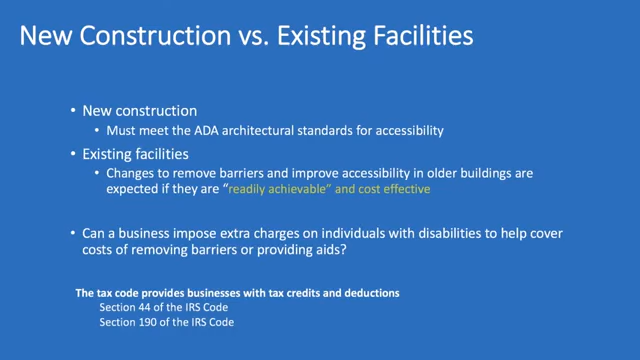 New Construction vs. Existing Facilities
• New construction
• Must meet the ADA architectural standards for accessibility
• Existing facilities
• Changes to remove barriers and improve accessibility in older buildings are
expected if they are “readily achievable” and cost effective
• Can a business impose extra charges on individuals with disabilities to help cover
costs of removing barriers or providing aids?
The tax code provides businesses with tax credits and deductions
Section 44 of the IRS Code
Section 190 of the IRS Code